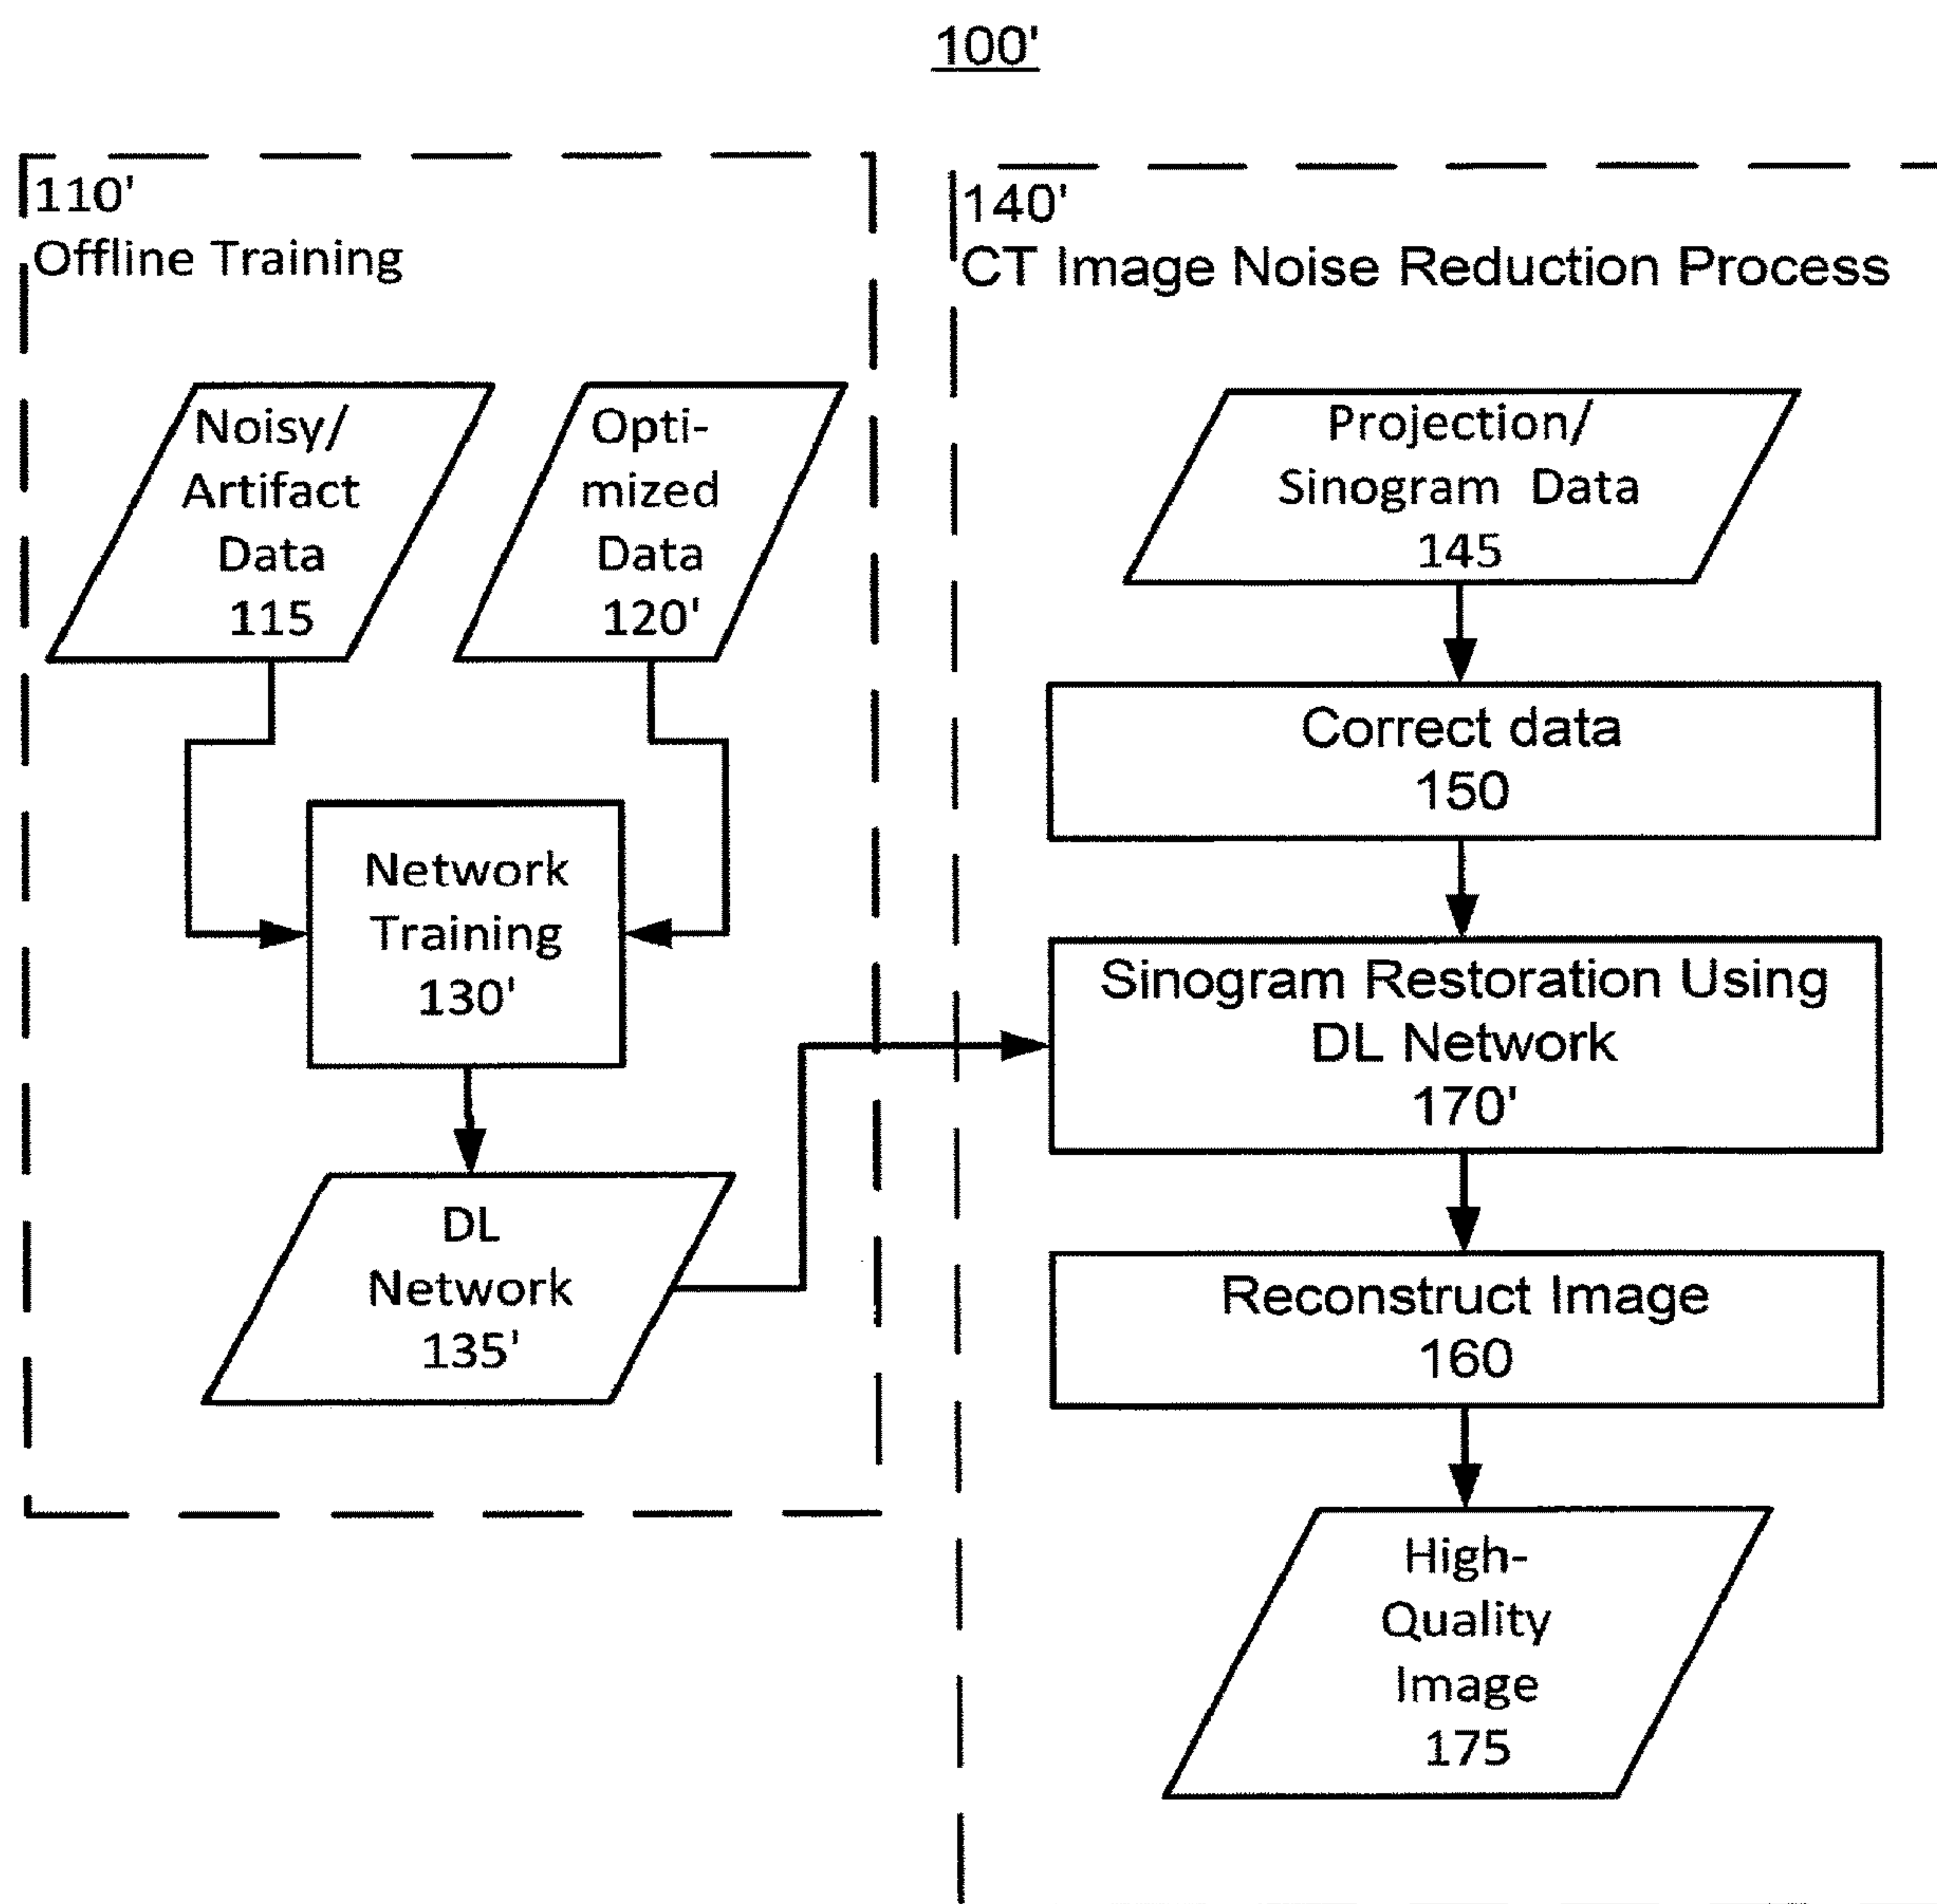 100'
110'
Offline Training
Noisy/
Artifact
Data
115
Opti-
mized
Data
120'
Network
Training
130'
DL
Network
135'
140'
CT Image Noise Reduction Process
Projection/
Sinogram Data
145
Correct data
150
Sinogram Restoration Using
DL Network
170'
Reconstruct Image
160
High-
Quality
Image
175